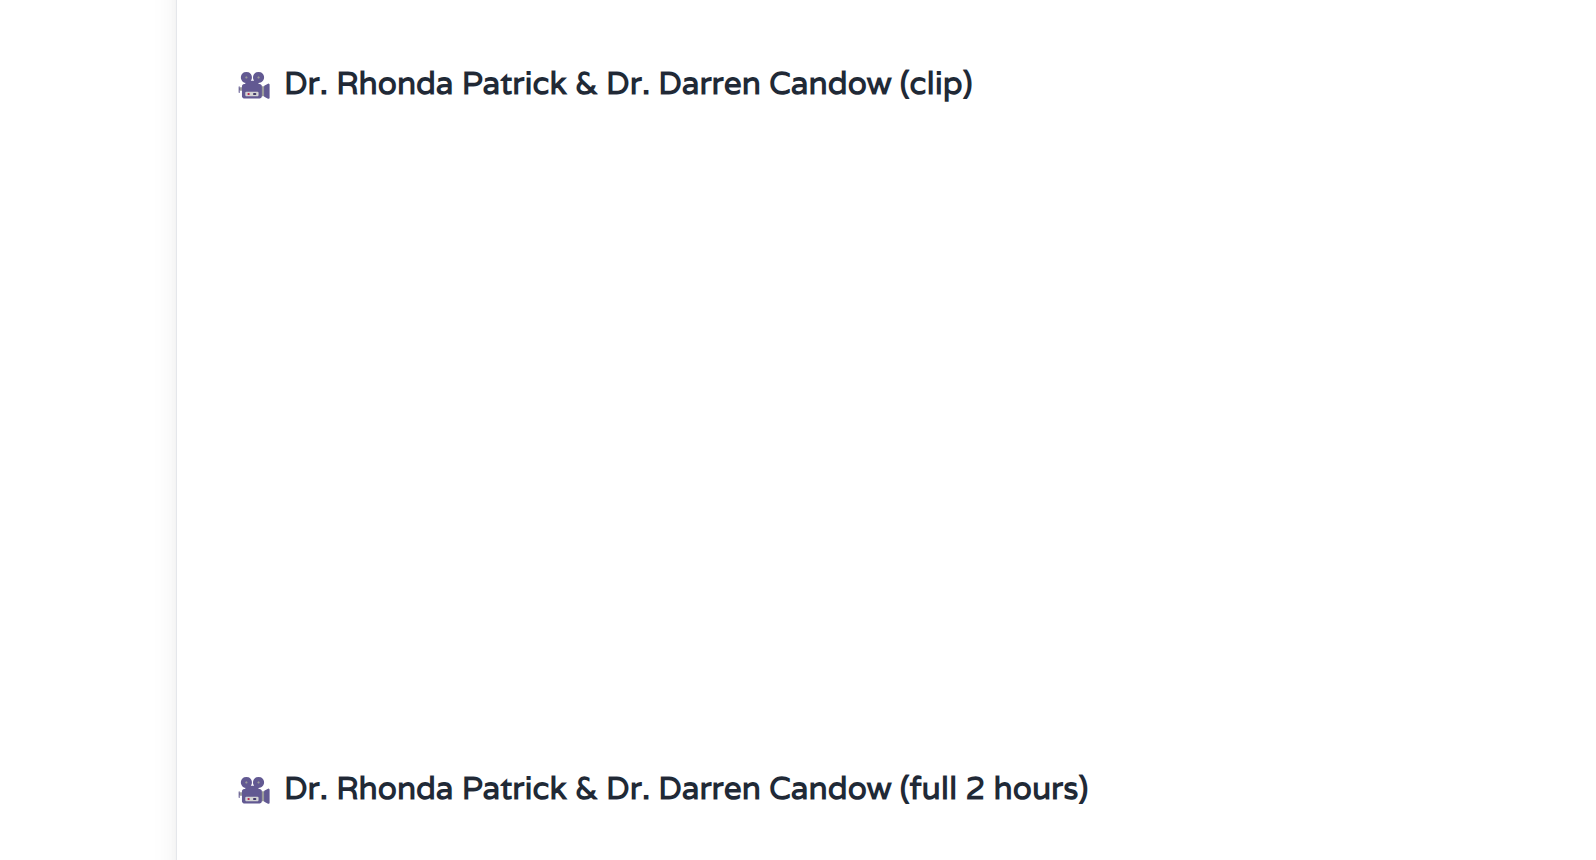 🎥 Dr. Rhonda Patrick & Dr. Darren Candow (clip)
🎥 Dr. Rhonda Patrick & Dr. Darren Candow (full 2 hours)